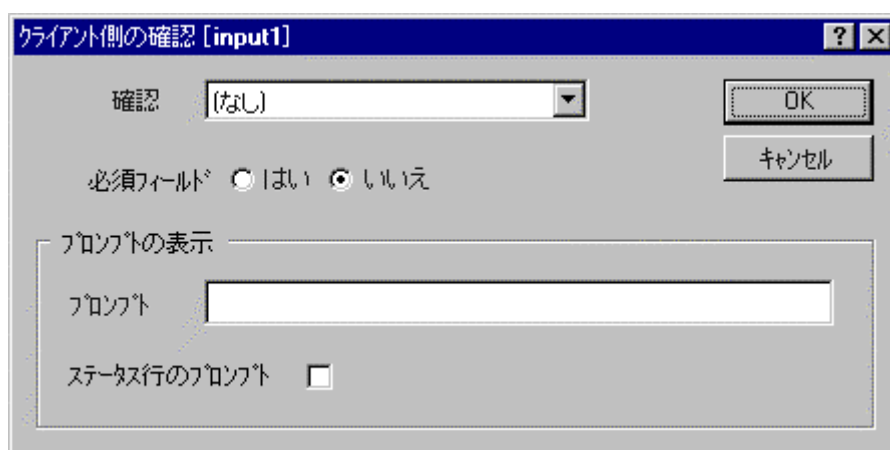 クライアント側の確認 [input1]
確認 (なし) OK
キャンセル
必須フィールド はい いいえ
プロンプトの表示
プロンプト
ステータス行のプロンプト